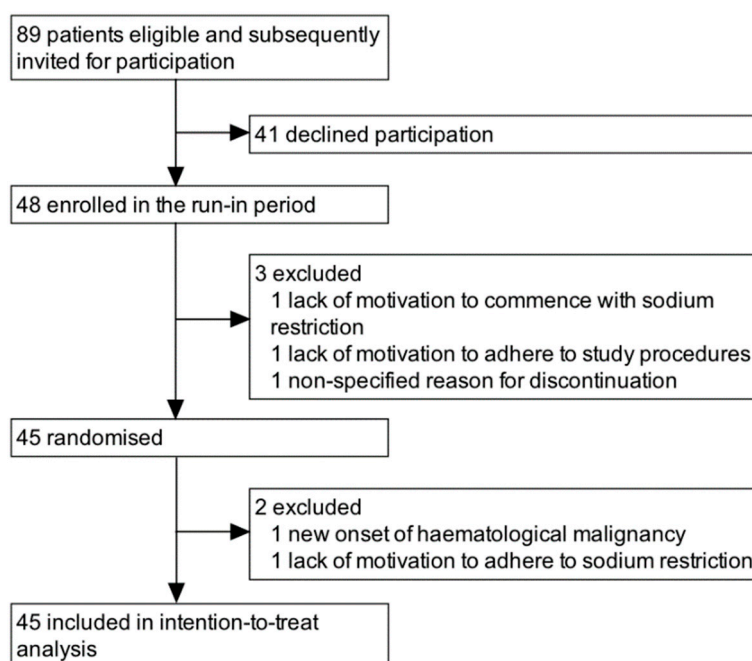 89 patients eligible and subsequently
invited for participation
41 declined participation
48 enrolled in the run-in period
3 excluded
1 lack of motivation to commence with sodium
restriction
1 lack of motivation to adhere to study procedures
1 non-specified reason for discontinuation
45 randomised
2 excluded
1 new onset of haematological malignancy
1 lack of motivation to adhere to sodium restriction
45 included in intention-to-treat
analysis